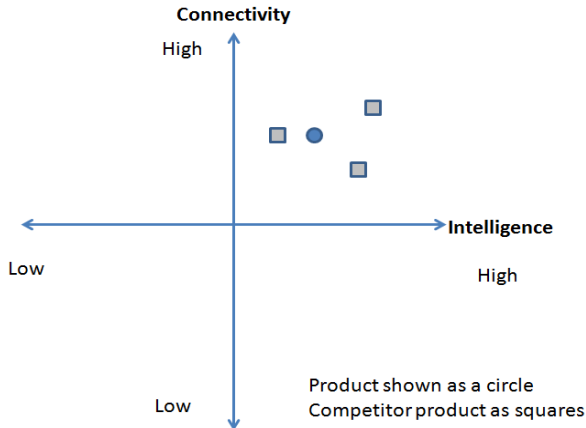 Connectivity
High
Intelligence
Low
High
Product shown as a circle
Low
Competitor product as squares